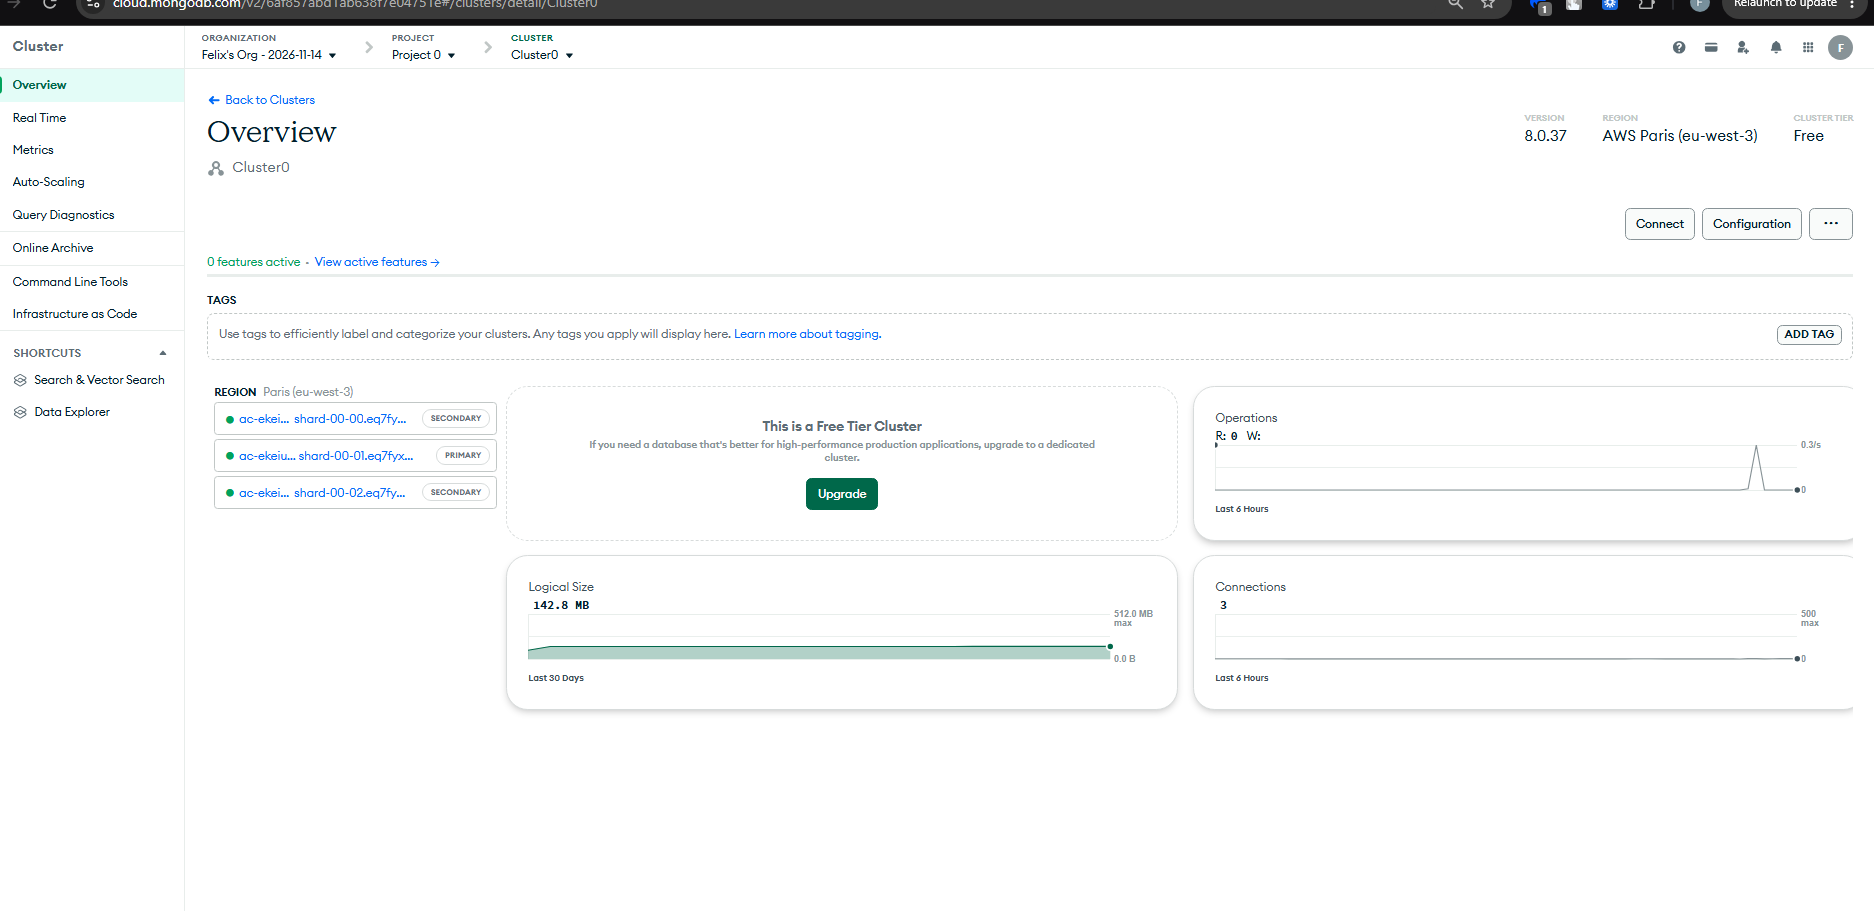 cloud.mongodb.com/v2/6af857abd1ab638f7e04751e#/clusters/detail/Cluster0
1
F
Relaunch to update
Cluster
ORGANIZATION
Felix's Org - 2026-11-14
PROJECT
Project 0
CLUSTER
Cluster0
F
Overview
Real Time
Metrics
Auto-Scaling
Query Diagnostics
Online Archive
Command Line Tools
Infrastructure as Code
SHORTCUTS
Search & Vector Search
Data Explorer
← Back to Clusters
Overview
Cluster0
VERSION
8.0.37
REGION
AWS Paris (eu-west-3)
CLUSTER TIER
Free
Connect
Configuration
...
0 features active · View active features →
TAGS
Use tags to efficiently label and categorize your clusters. Any tags you apply will display here. Learn more about tagging.
ADD TAG
REGION Paris (eu-west-3)
ac-ekei... shard-00-00.eq7fy... SECONDARY
ac-ekeiu... shard-00-01.eq7fyx... PRIMARY
ac-ekei... shard-00-02.eq7fy... SECONDARY
This is a Free Tier Cluster
If you need a database that's better for high-performance production applications, upgrade to a dedicated
cluster.
Upgrade
Operations
R: 0 W:
0.3/s
0
Last 6 Hours
Logical Size
142.8 MB
512.0 MB
max
0.0 B
Last 30 Days
Connections
3
500
max
0
Last 6 Hours